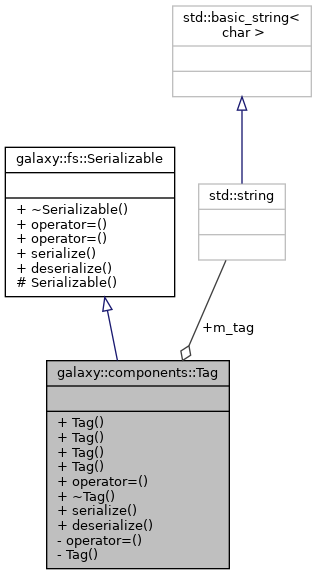 std::basic_string<
char >
galaxy::fs::Serializable
+ ~Serializable()
+ operator=()
+ operator=()
+ serialize()
+ deserialize()
# Serializable()
std::string
+m_tag
galaxy::components::Tag
+ Tag()
+ Tag()
+ Tag()
+ Tag()
+ operator=()
+ ~Tag()
+ serialize()
+ deserialize()
- operator=()
- Tag()